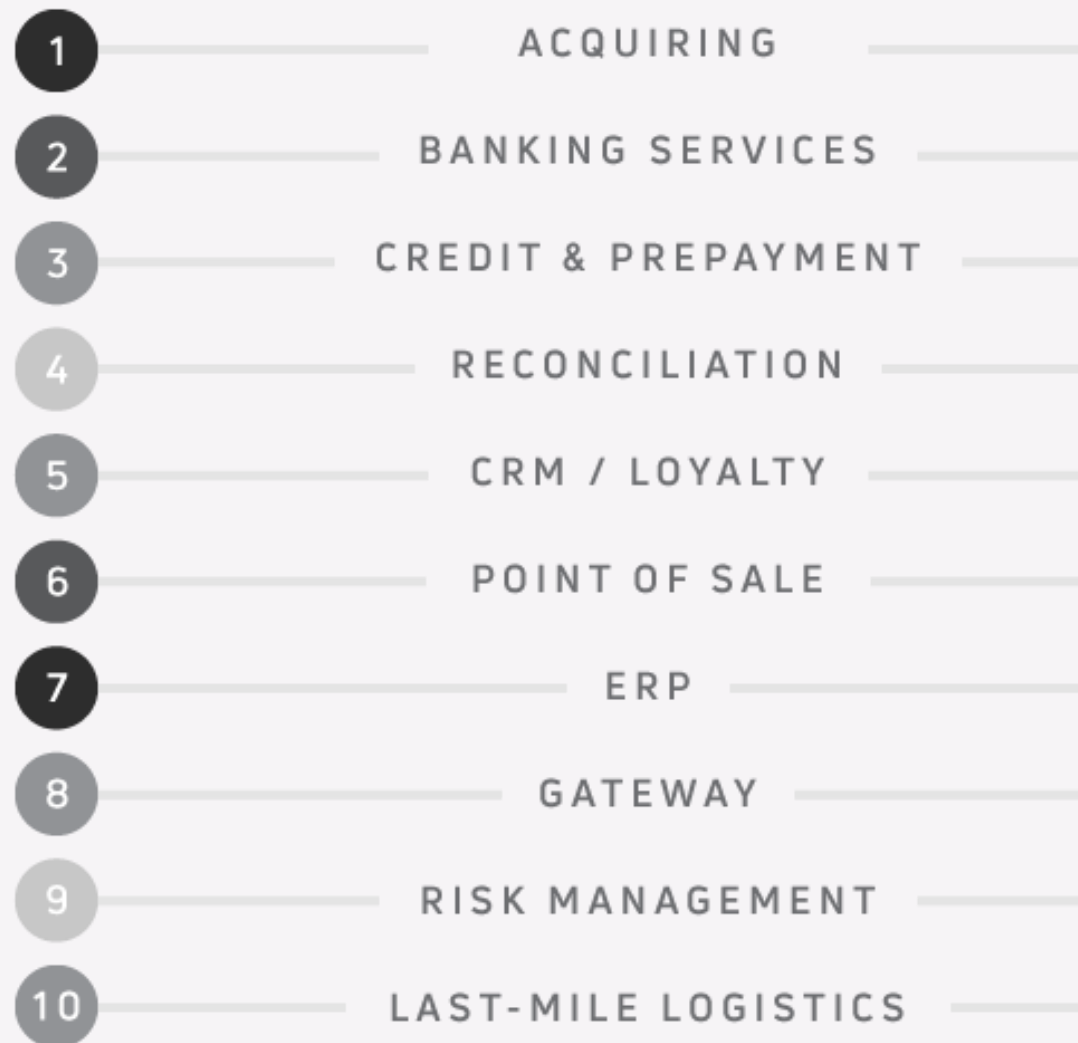 1 ACQUIRING
2 BANKING SERVICES
3 CREDIT & PREPAYMENT
4 RECONCILIATION
5 CRM / LOYALTY
6 POINT OF SALE
7 ERP
8 GATEWAY
9 RISK MANAGEMENT
10 LAST-MILE LOGISTICS